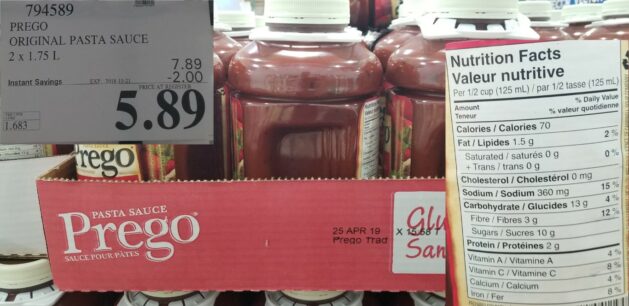 794589
PREGO
ORIGINAL PASTA SAUCE
2 x 1.75 L
7.89
Instant Savings
-2.00
PRICE AT REGISTER
5.89
1.683
rego
PASTA SAUCE
Prego
SAUCE POUR PÂTES
25 APR 19
Prego Trad
Glu
San
Nutrition Facts
Valeur nutritive
Per 1/2 cup (125 mL) / par 1/2 tasse (125 mL)
Amount
Teneur
% Daily Value
% valeur quotidienne
Calories / Calories 70
Fat / Lipides 1.5 g 2 %
Saturated / saturés 0 g
+ Trans / trans 0 g 0 %
Cholesterol / Cholestérol 0 mg
Sodium / Sodium 360 mg 15 %
Carbohydrate / Glucides 13 g 4 %
Fibre / Fibres 3 g 12 %
Sugars / Sucres 10 g
Protein / Protéines 2 g
Vitamin A / Vitamine A 4 %
Vitamin C / Vitamine C 8 %
Calcium / Calcium 4 %
Iron / Fer 8 %